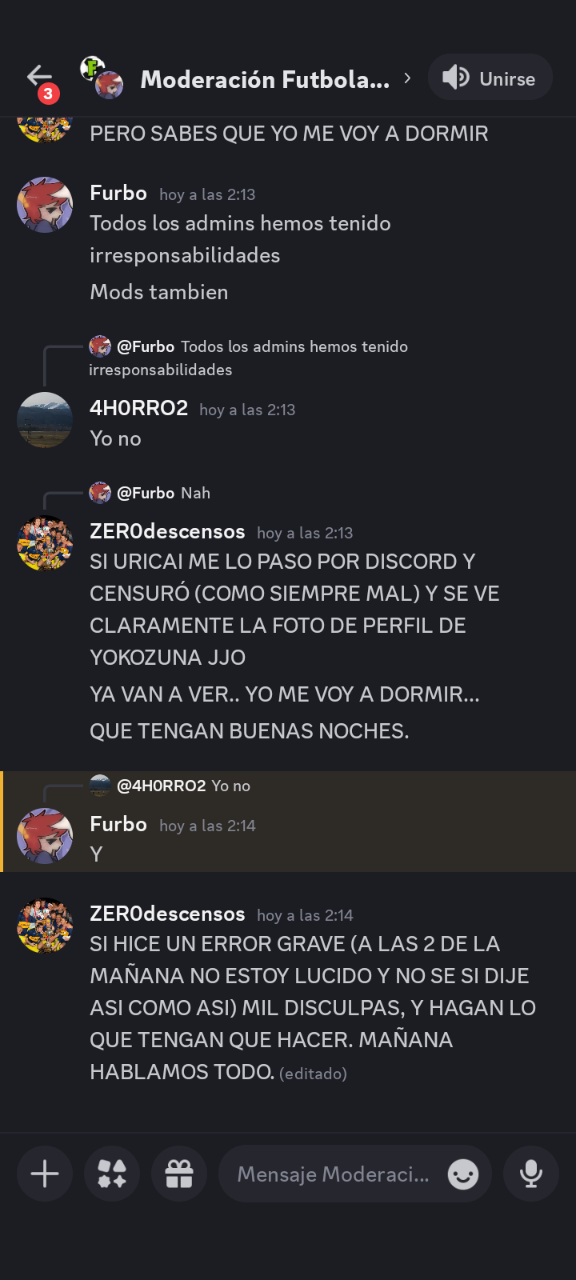 3
Moderación Futbola... ›
Unirse
PERO SABES QUE YO ME VOY A DORMIR
Furbo hoy a las 2:13
Todos los admins hemos tenido
irresponsabilidades
Mods tambien
@Furbo Todos los admins hemos tenido
irresponsabilidades
4H0RRO2 hoy a las 2:13
Yo no
@Furbo Nah
ZER0descensos hoy a las 2:13
SI URICAI ME LO PASO POR DISCORD Y
CENSURÓ (COMO SIEMPRE MAL) Y SE VE
CLARAMENTE LA FOTO DE PERFIL DE
YOKOZUNA JJO
YA VAN A VER.. YO ME VOY A DORMIR...
QUE TENGAN BUENAS NOCHES.
@4H0RRO2 Yo no
Furbo hoy a las 2:14
Y
ZER0descensos hoy a las 2:14
SI HICE UN ERROR GRAVE (A LAS 2 DE LA
MAÑANA NO ESTOY LUCIDO Y NO SE SI DIJE
ASI COMO ASI) MIL DISCULPAS, Y HAGAN LO
QUE TENGAN QUE HACER. MAÑANA
HABLAMOS TODO. (editado)
Mensaje Moderaci...